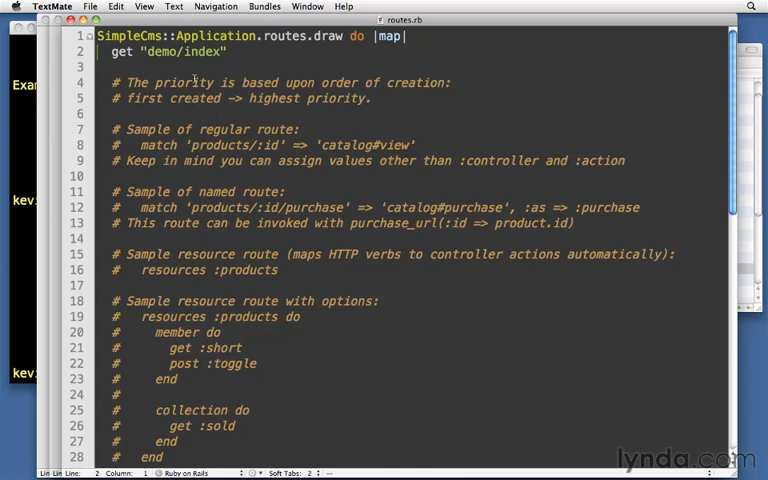 TextMate File Edit View Text Navigation Bundles Window Help
routes.rb
1 SimpleCms::Application.routes.draw do |map|
2 get "demo/index"
3
4 # The priority is based upon order of creation:
5 # first created -> highest priority.
6
7 # Sample of regular route:
8 # match 'products/:id' => 'catalog#view'
9 # Keep in mind you can assign values other than :controller and :action
10
11 # Sample of named route:
12 # match 'products/:id/purchase' => 'catalog#purchase', :as => :purchase
13 # This route can be invoked with purchase_url(:id => product.id)
14
15 # Sample resource route (maps HTTP verbs to controller actions automatically):
16 # resources :products
17
18 # Sample resource route with options:
19 # resources :products do
20 # member do
21 # get :short
22 # post :toggle
23 # end
24 #
25 # collection do
26 # get :sold
27 # end
28 # end
Exam
kevi
kevi
Line: 2 Column: 1 Ruby on Rails Soft Tabs: 2 —
lynda.com